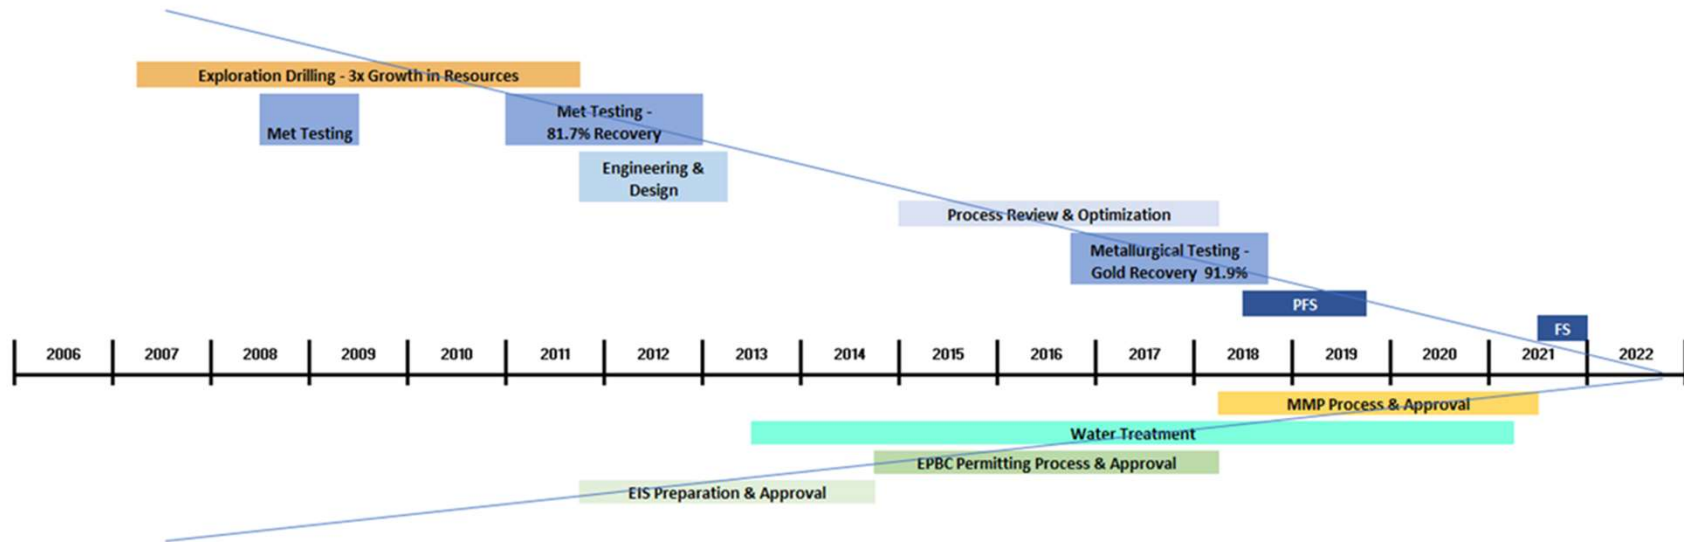 Exploration Drilling - 3x Growth in Resources
Met Testing
Met Testing -
81.7% Recovery
Engineering &
Design
Process Review & Optimization
Metallurgical Testing -
Gold Recovery 91.9%
PFS
FS
2006 2007 2008 2009 2010 2011 2012 2013 2014 2015 2016 2017 2018 2019 2020 2021 2022
MMP Process & Approval
Water Treatment
EPBC Permitting Process & Approval
EIS Preparation & Approval